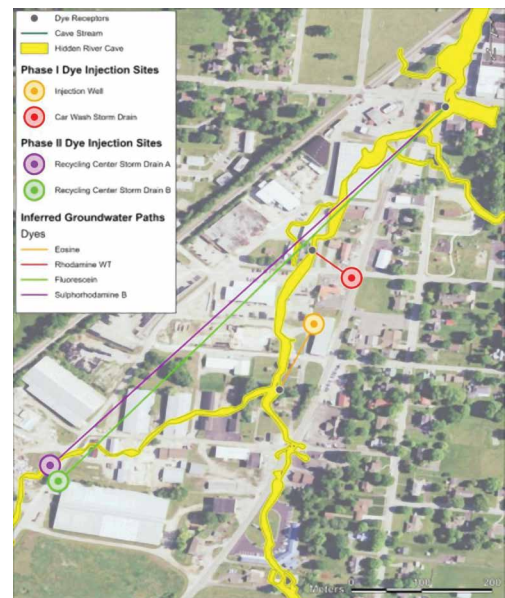 Dye Receptors
Cave Stream
Hidden River Cave
Phase I Dye Injection Sites
Injection Well
Car Wash Storm Drain
Phase II Dye Injection Sites
Recycling Center Storm Drain A
Recycling Center Storm Drain B
Inferred Groundwater Paths
Dyes
Eosine
Rhodamine WT
Fluorescein
Sulphorhodamine B
Meters
0 100 200